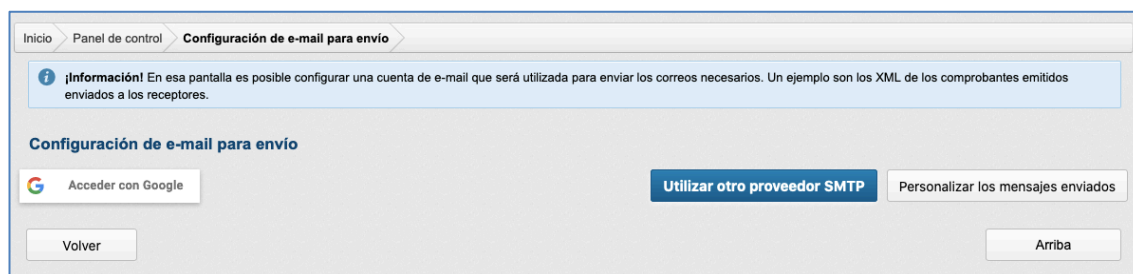 Inicio Panel de control Configuración de e-mail para envío
¡Información! En esa pantalla es posible configurar una cuenta de e-mail que será utilizada para enviar los correos necesarios. Un ejemplo son los XML de los comprobantes emitidos
enviados a los receptores.
Configuración de e-mail para envío
Acceder con Google Utilizar otro proveedor SMTP Personalizar los mensajes enviados
Volver Arriba